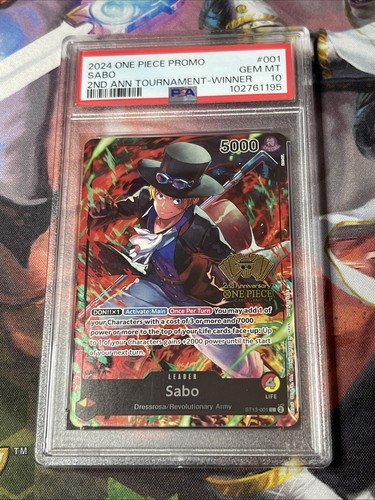 2024 ONE PIECE PROMO #001
SABO GEM MT
2ND ANN TOURNAMENT-WINNER 10
PSA 102761195
5000
2nd Anniversary
ONE PIECE
DON!!×1 Activate:Main Once Per Turn You may add 1 of
your Characters with a cost of 3 or more and 7000
power or more to the top of your Life cards face-up: Up
to 1 of your Characters gains +2000 power until the start
of your next turn.
LEADER
Sabo
Dressrosa/Revolutionary Army
4
LIFE
ST13-001 L